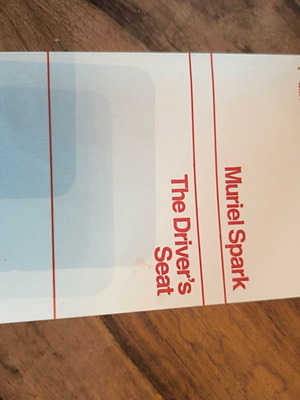 Muriel Spark
The Driver's
Seat